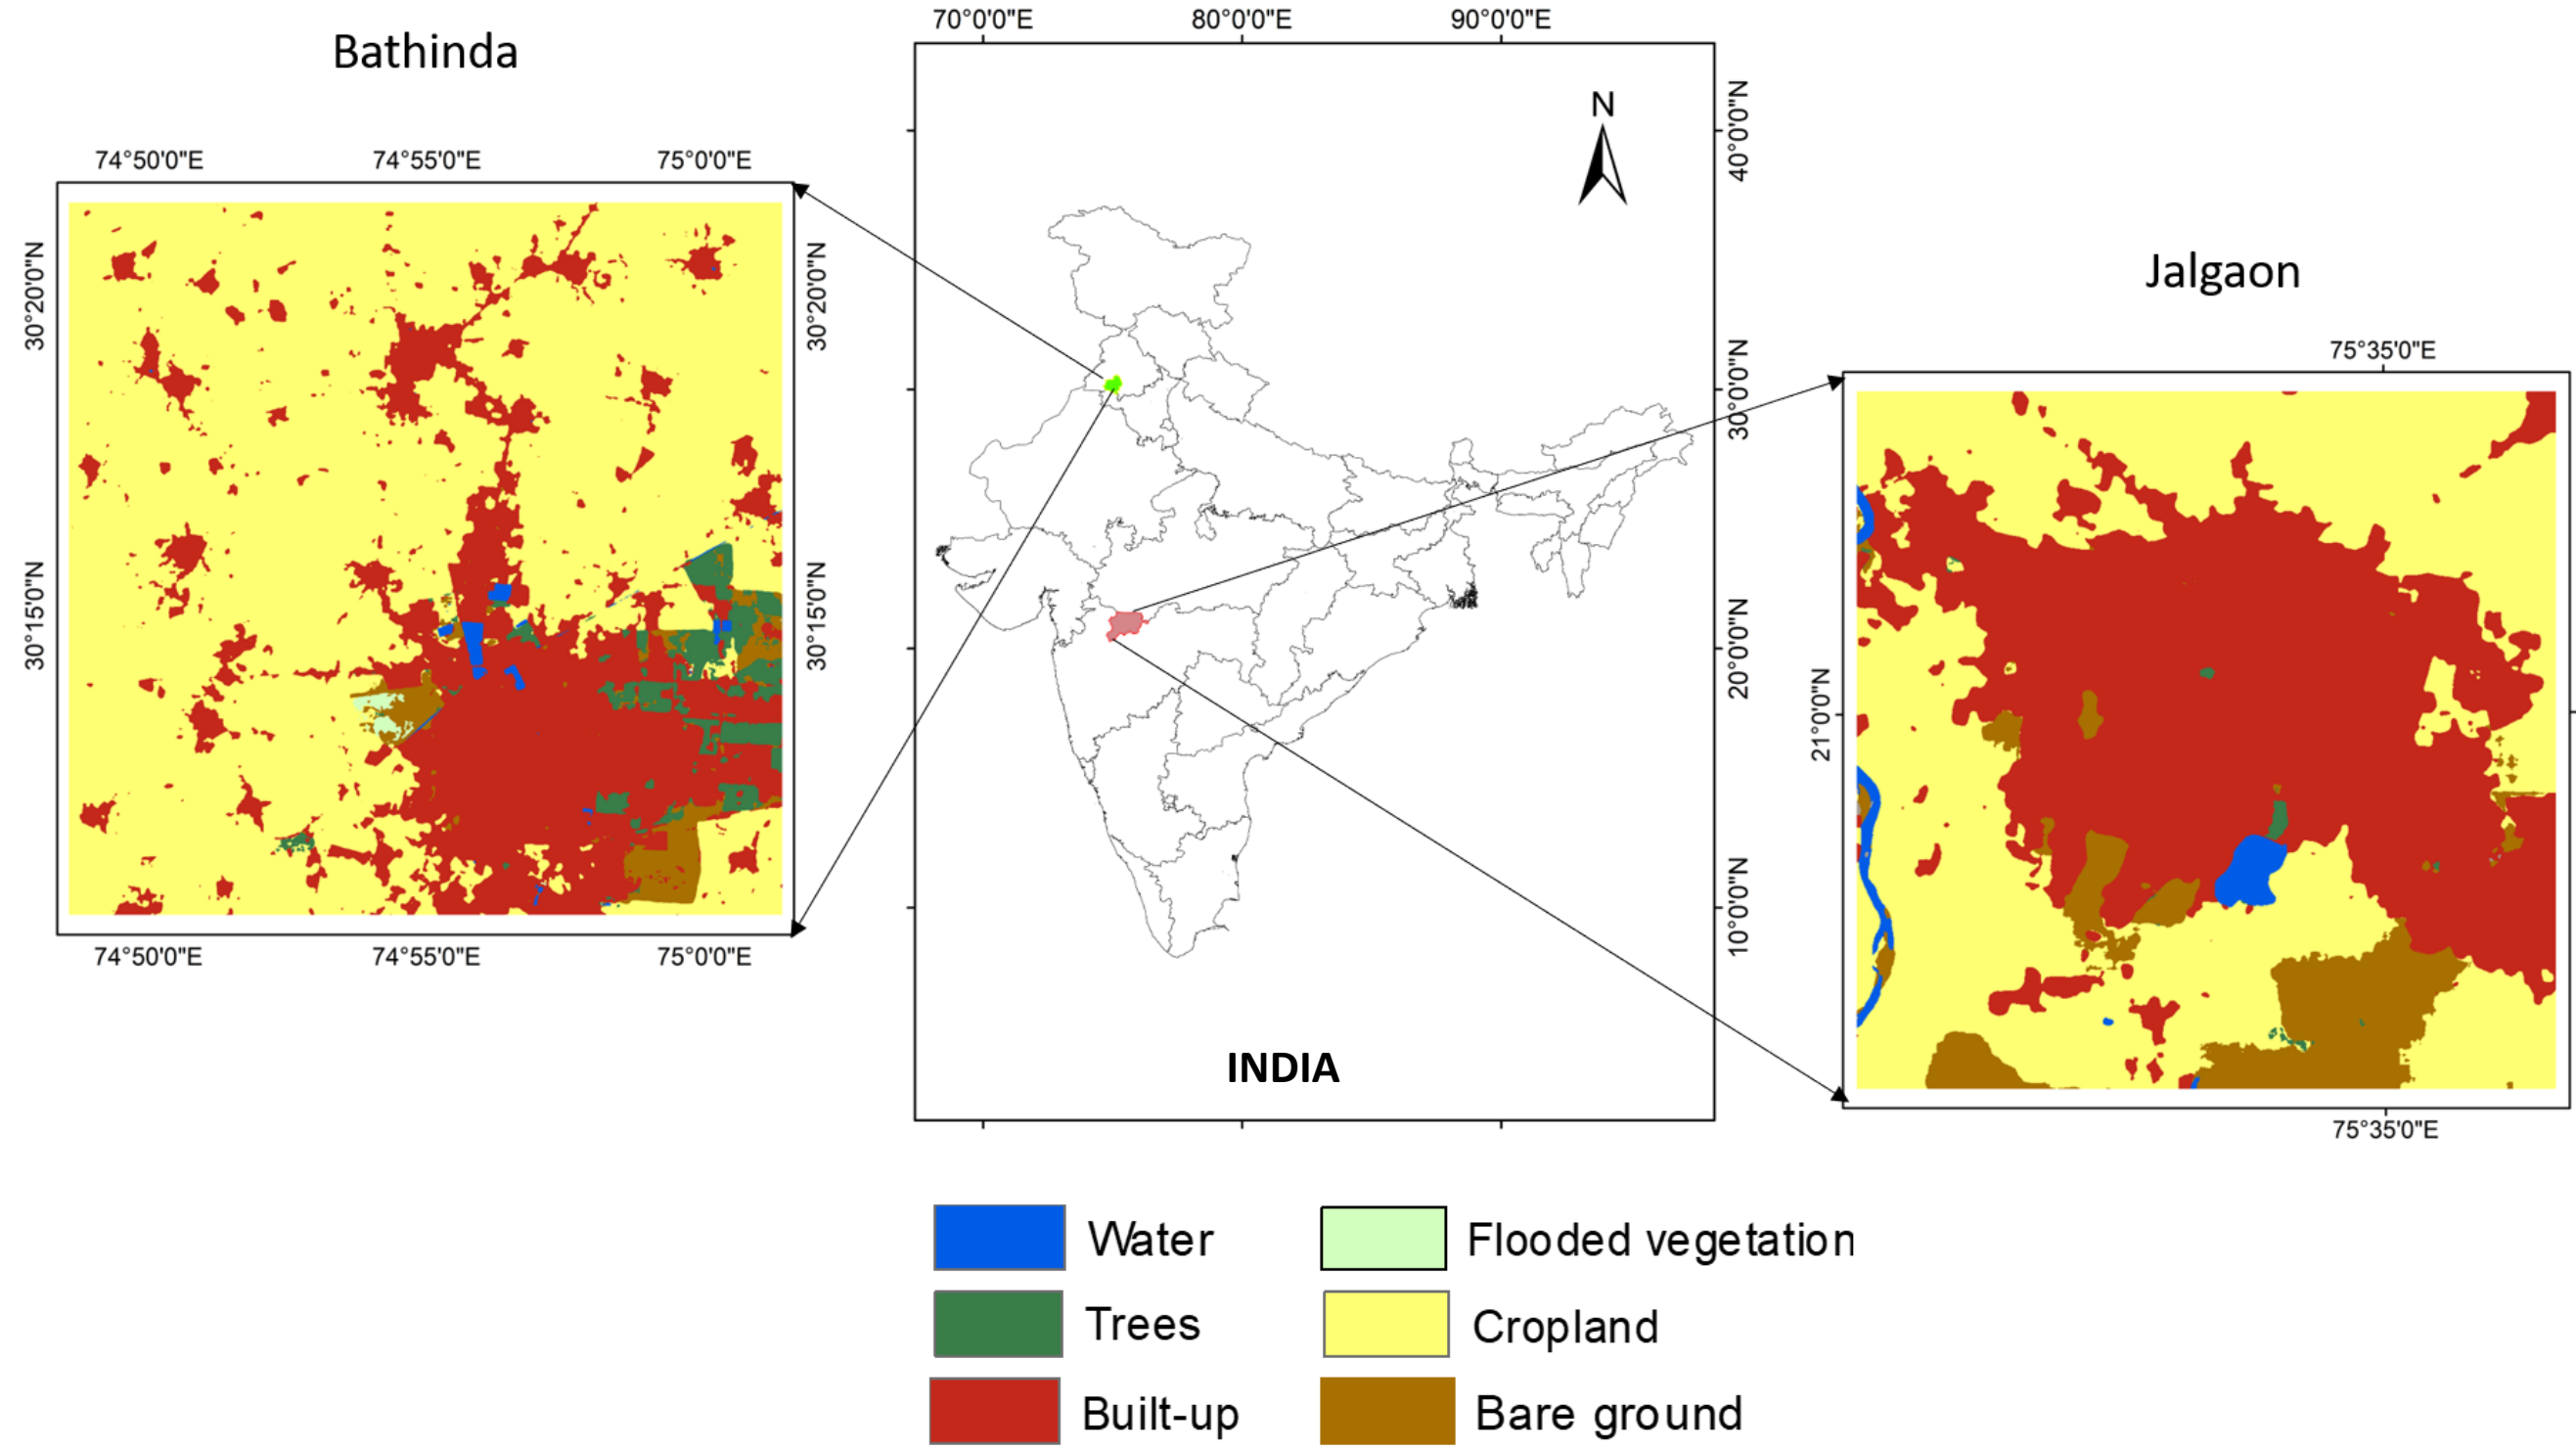 Bathinda
74°50'0"E 74°55'0"E 75°0'0"E
30°20'0"N
30°15'0"N
30°20'0"N
30°15'0"N
74°50'0"E 74°55'0"E 75°0'0"E
70°0'0"E 80°0'0"E 90°0'0"E
N
40°0'0"N
30°0'0"N
20°0'0"N
10°0'0"N
INDIA
Jalgaon
75°35'0"E
21°0'0"N
75°35'0"E
Water
Flooded vegetation
Trees
Cropland
Built-up
Bare ground